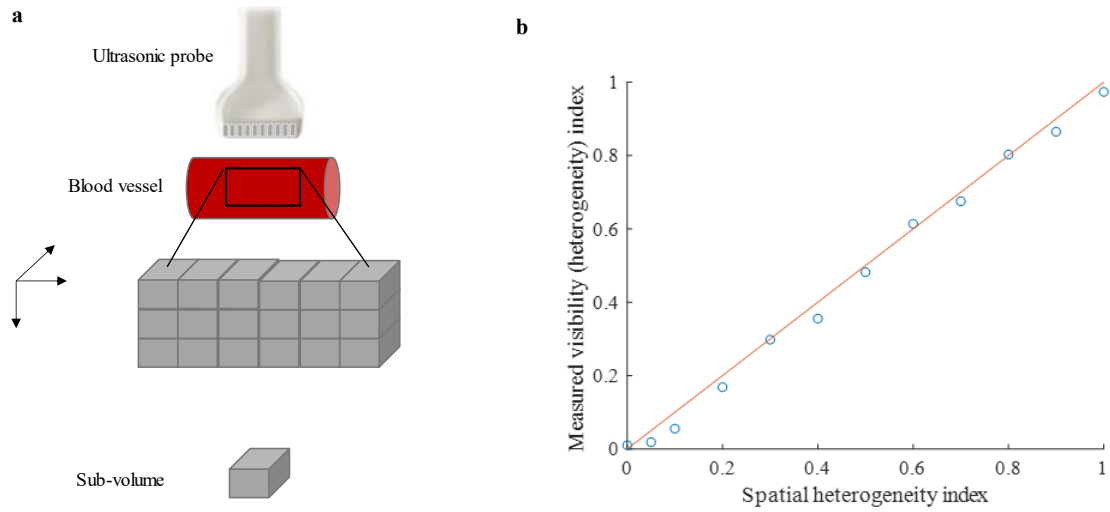 a
Ultrasonic probe
Blood vessel
Sub-volume
b
Measured visibility (heterogeneity) index
1
0.8
0.6
0.4
0.2
0
0
0.2
0.4
0.6
0.8
1
Spatial heterogeneity index